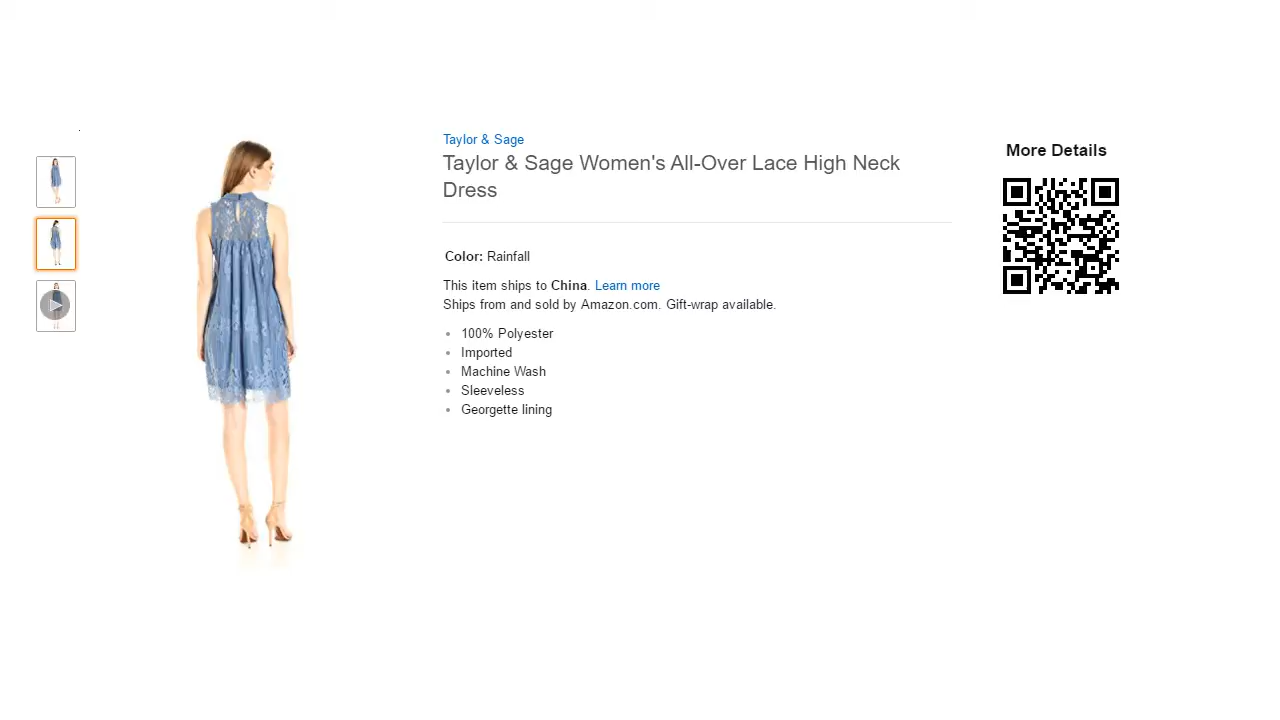 Taylor & Sage
Taylor & Sage Women's All-Over Lace High Neck
Dress
Color: Rainfall
This item ships to China. Learn more
Ships from and sold by Amazon.com. Gift-wrap available.
100% Polyester
Imported
Machine Wash
Sleeveless
Georgette lining
More Details